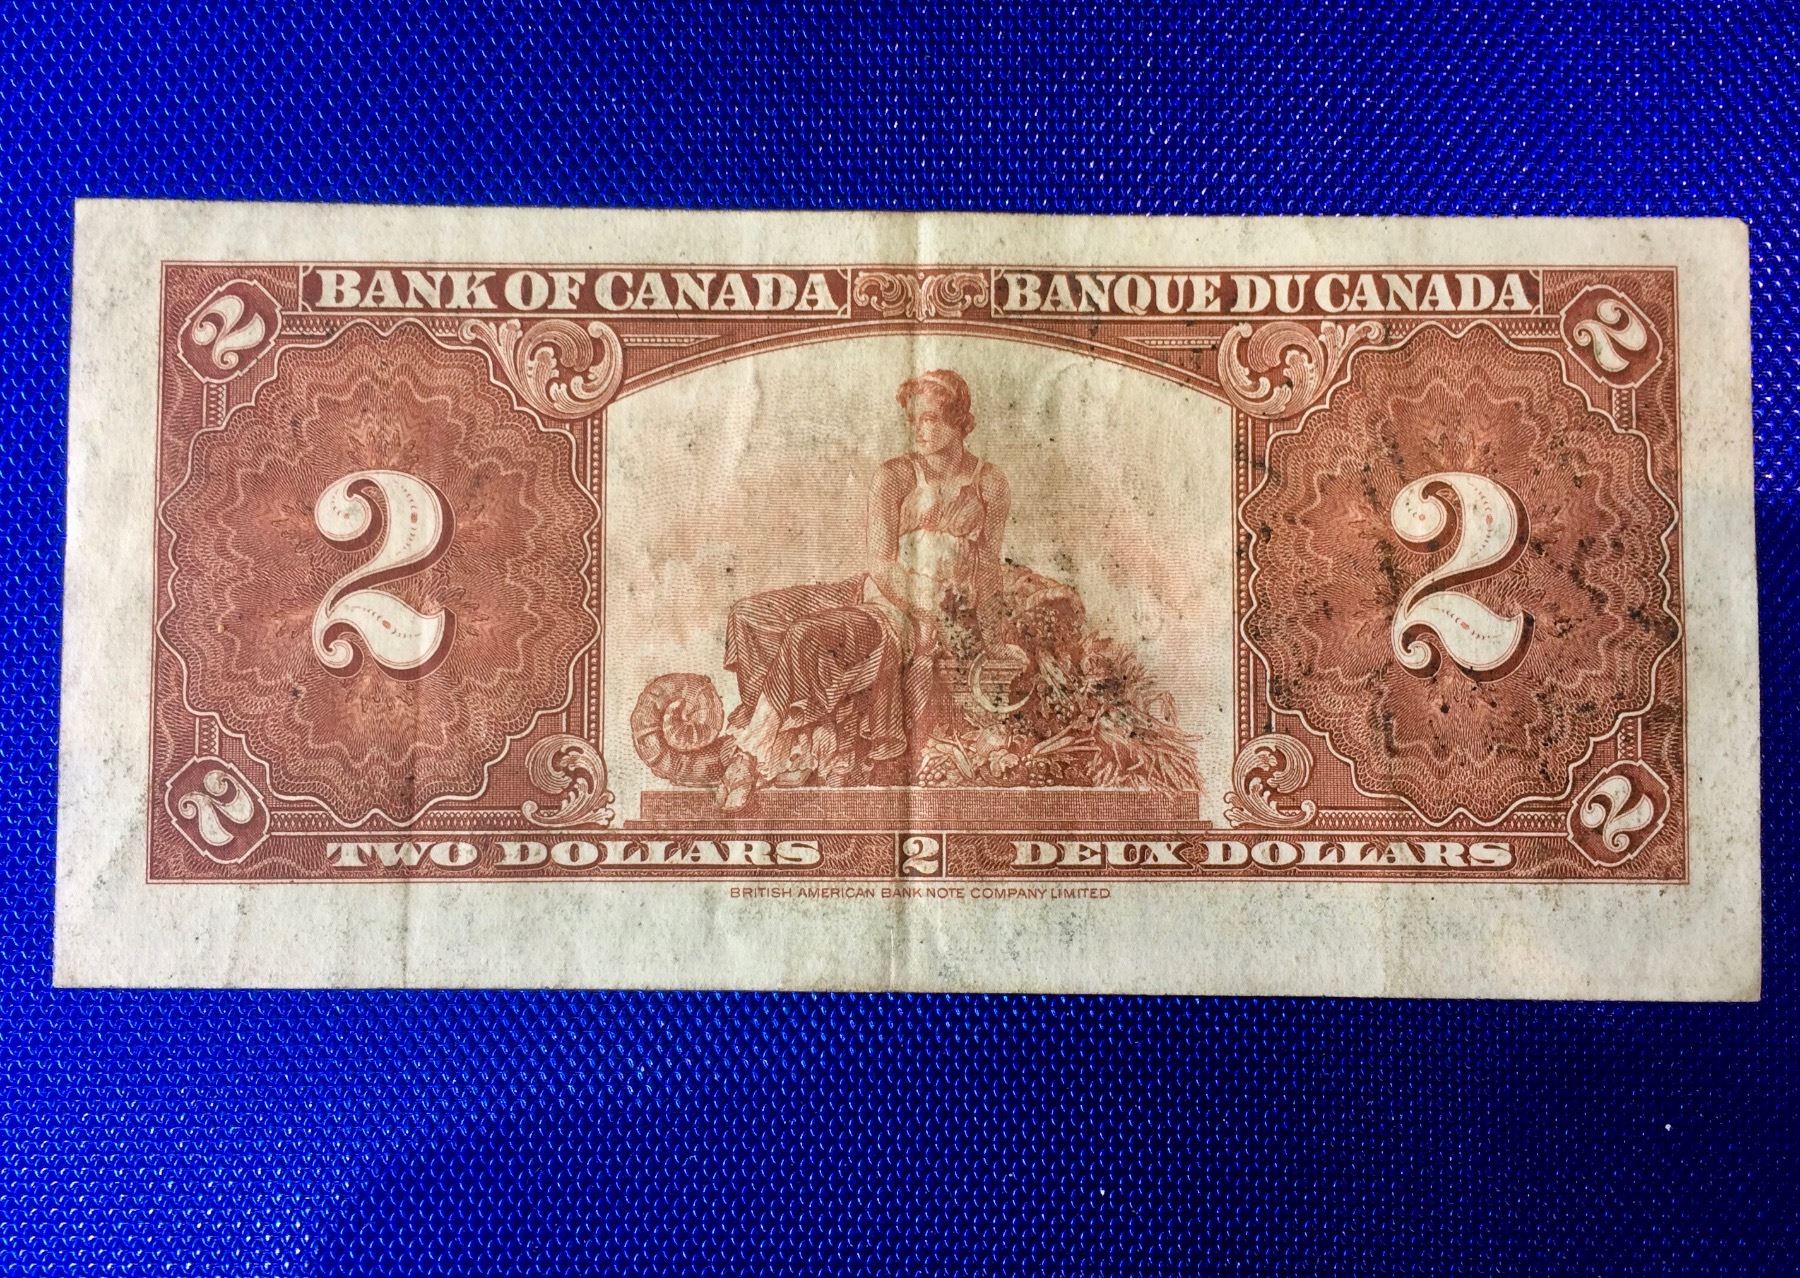 BANK OF CANADA BANQUE DU CANADA
2 2
2 2
2 2
TWO DOLLARS 2 DEUX DOLLARS
BRITISH AMERICAN BANK NOTE COMPANY LIMITED